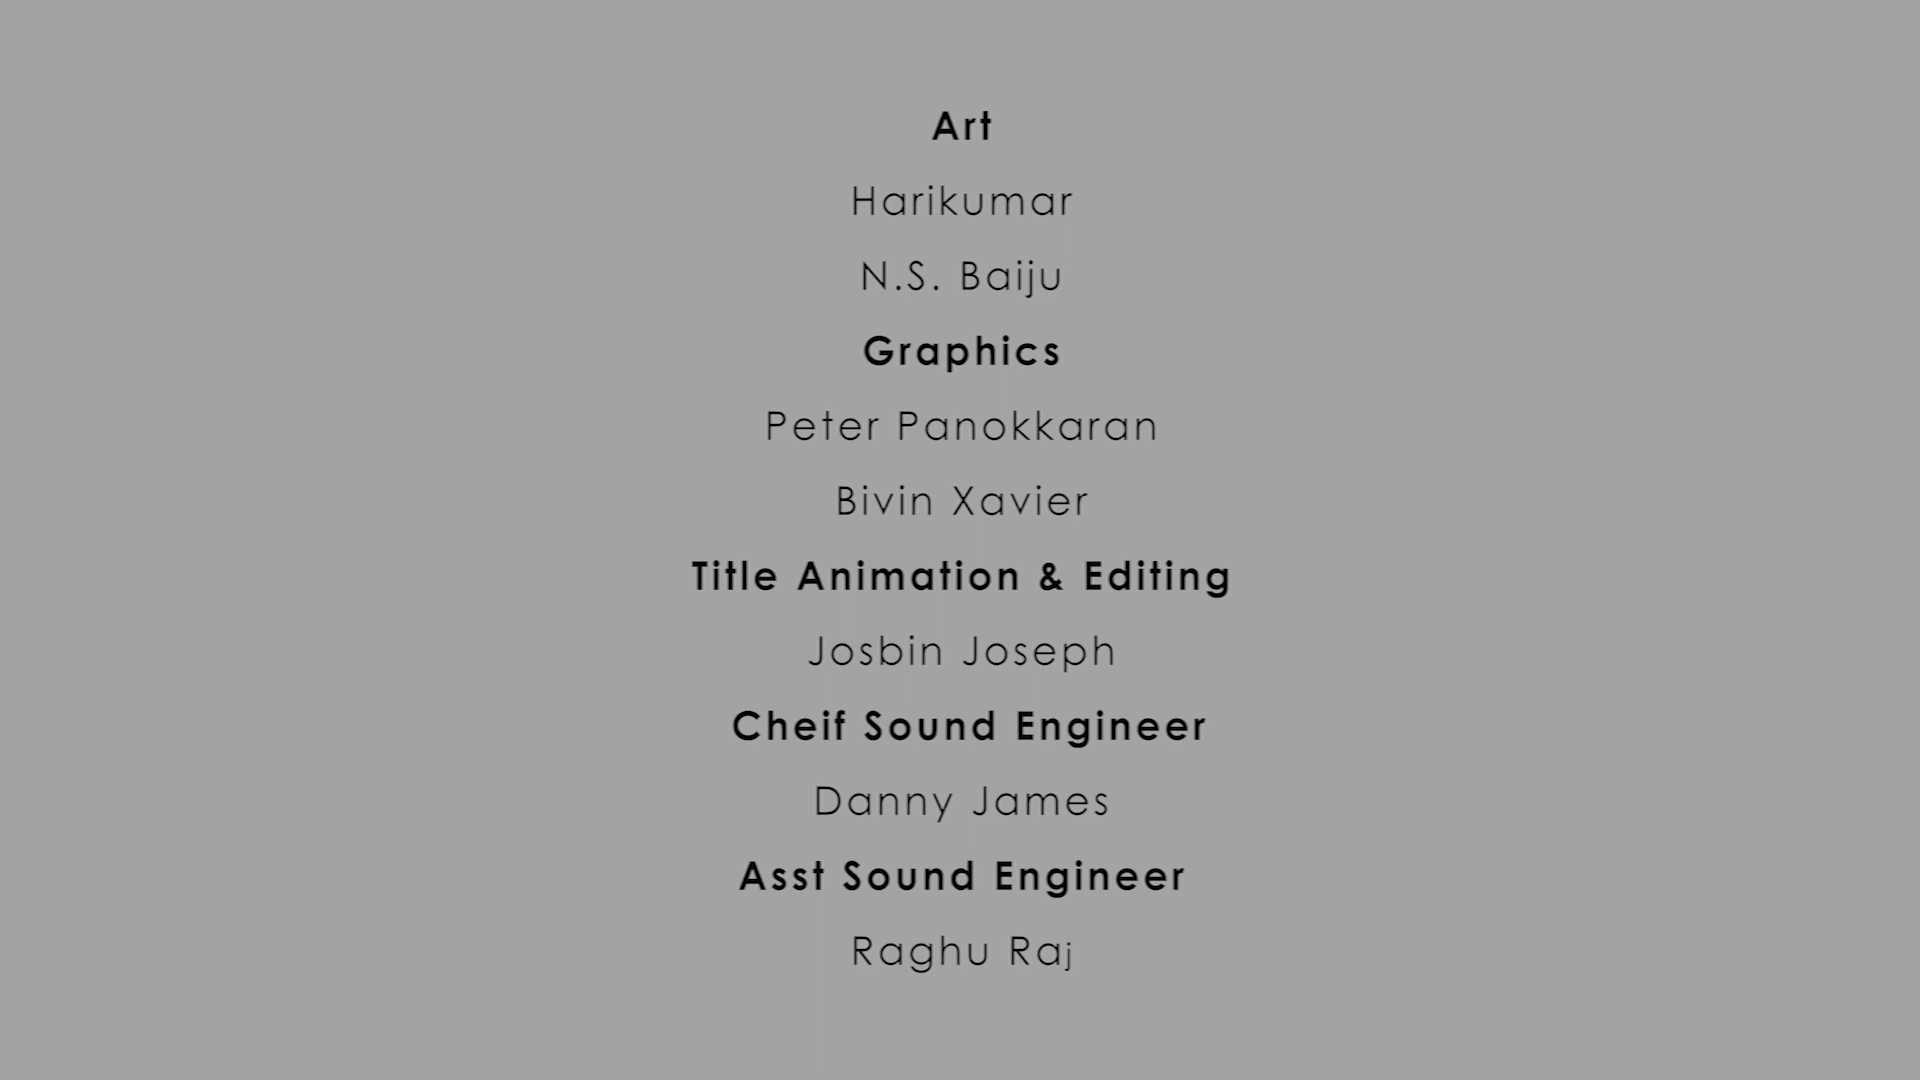 Art
Harikumar
N.S. Baiju
Graphics
Peter Panokkaran
Bivin Xavier
Title Animation & Editing
Josbin Joseph
Cheif Sound Engineer
Danny James
Asst Sound Engineer
Raghu Raj